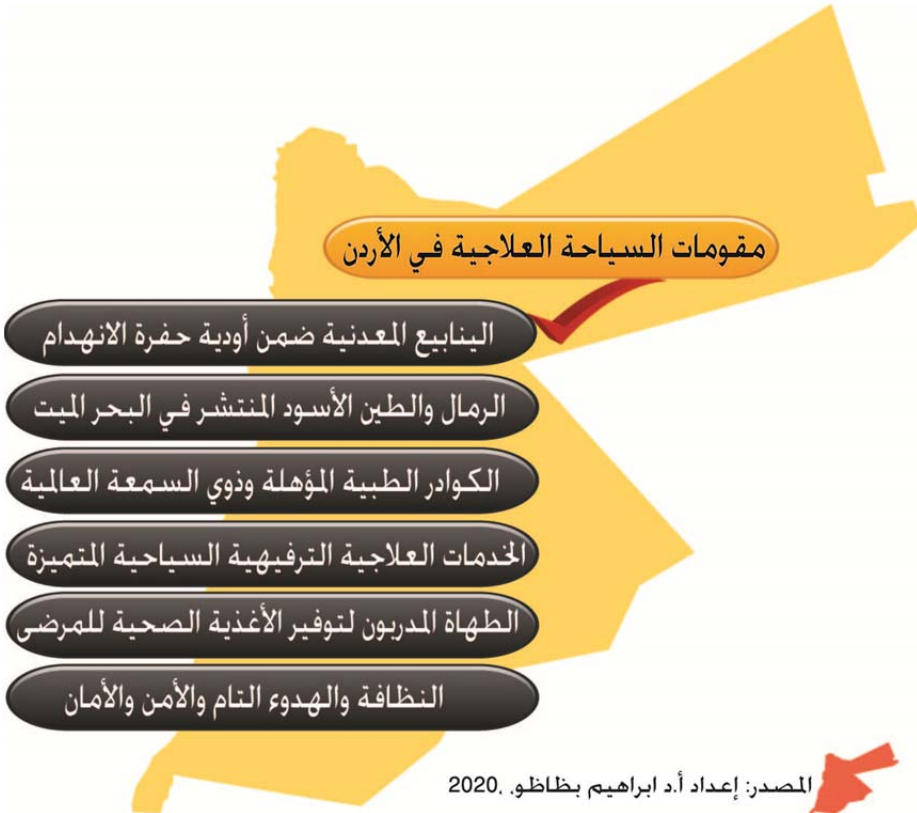 مقومات السياحة العلاجية في الأردن
الينابيع المعدنية ضمن أودية حفرة الانهدام
الرمال والطين الأسود المنتشر في البحر الميت
الكوادر الطبية المؤهلة وذوي السمعة العالمية
الخدمات العلاجية الترفيهية السياحية المتميزة
الطهاة المدربون لتوفير الأغذية الصحية للمرضى
النظافة والهدوء التام والأمن والأمان
المصدر: إعداد أ.د ابراهيم بظاظو، 2020.